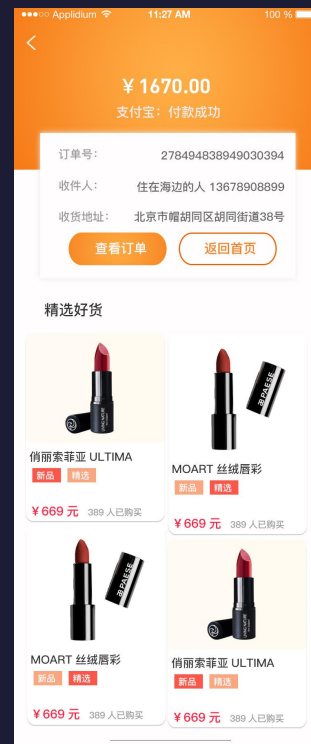 Applidium 11:27 AM 100 %
¥ 1670.00
支付宝：付款成功
订单号： 278494838949030394
收件人： 住在海边的人 13678908899
收货地址： 北京市帽胡同区胡同街道38号
查看订单 返回首页
精选好货
PAESE
LIVING NATURE
俏丽索菲亚 ULTIMA
新品 精选
¥ 669 元 389 人已购买
MOART 丝绒唇彩
新品 精选
¥ 669 元 389 人已购买
PAESE
LIVING NATURE
MOART 丝绒唇彩
新品 精选
¥ 669 元 389 人已购买
俏丽索菲亚 ULTIMA
精选 新品
¥ 669 元 389 人已购买